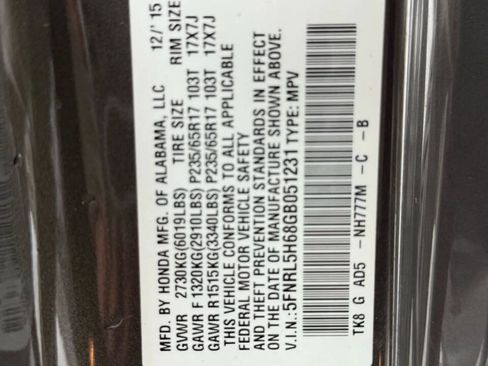 MFD. BY HONDA MFG. OF ALABAMA, LLC 12/'15
GVWR 2730KG(6019LBS) TIRE SIZE RIM SIZE
GAWR F 1320KG(2910LBS) P235/65R17 103T 17X7J
GAWR R1515KG(3340LBS) P235/65R17 103T 17X7J
THIS VEHICLE CONFORMS TO ALL APPLICABLE
FEDERAL MOTOR VEHICLE SAFETY
AND THEFT PREVENTION STANDARDS IN EFFECT
ON THE DATE OF MANUFACTURE SHOWN ABOVE.
V.I.N.: 5FNRL5H68GB051231 TYPE: MPV
TK8 G AD5 -NH777M -C -B